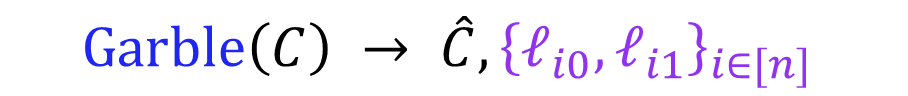 Garble(C) → Ĉ, {ℓ_{i0}, ℓ_{i1}}_{i∈[n]}